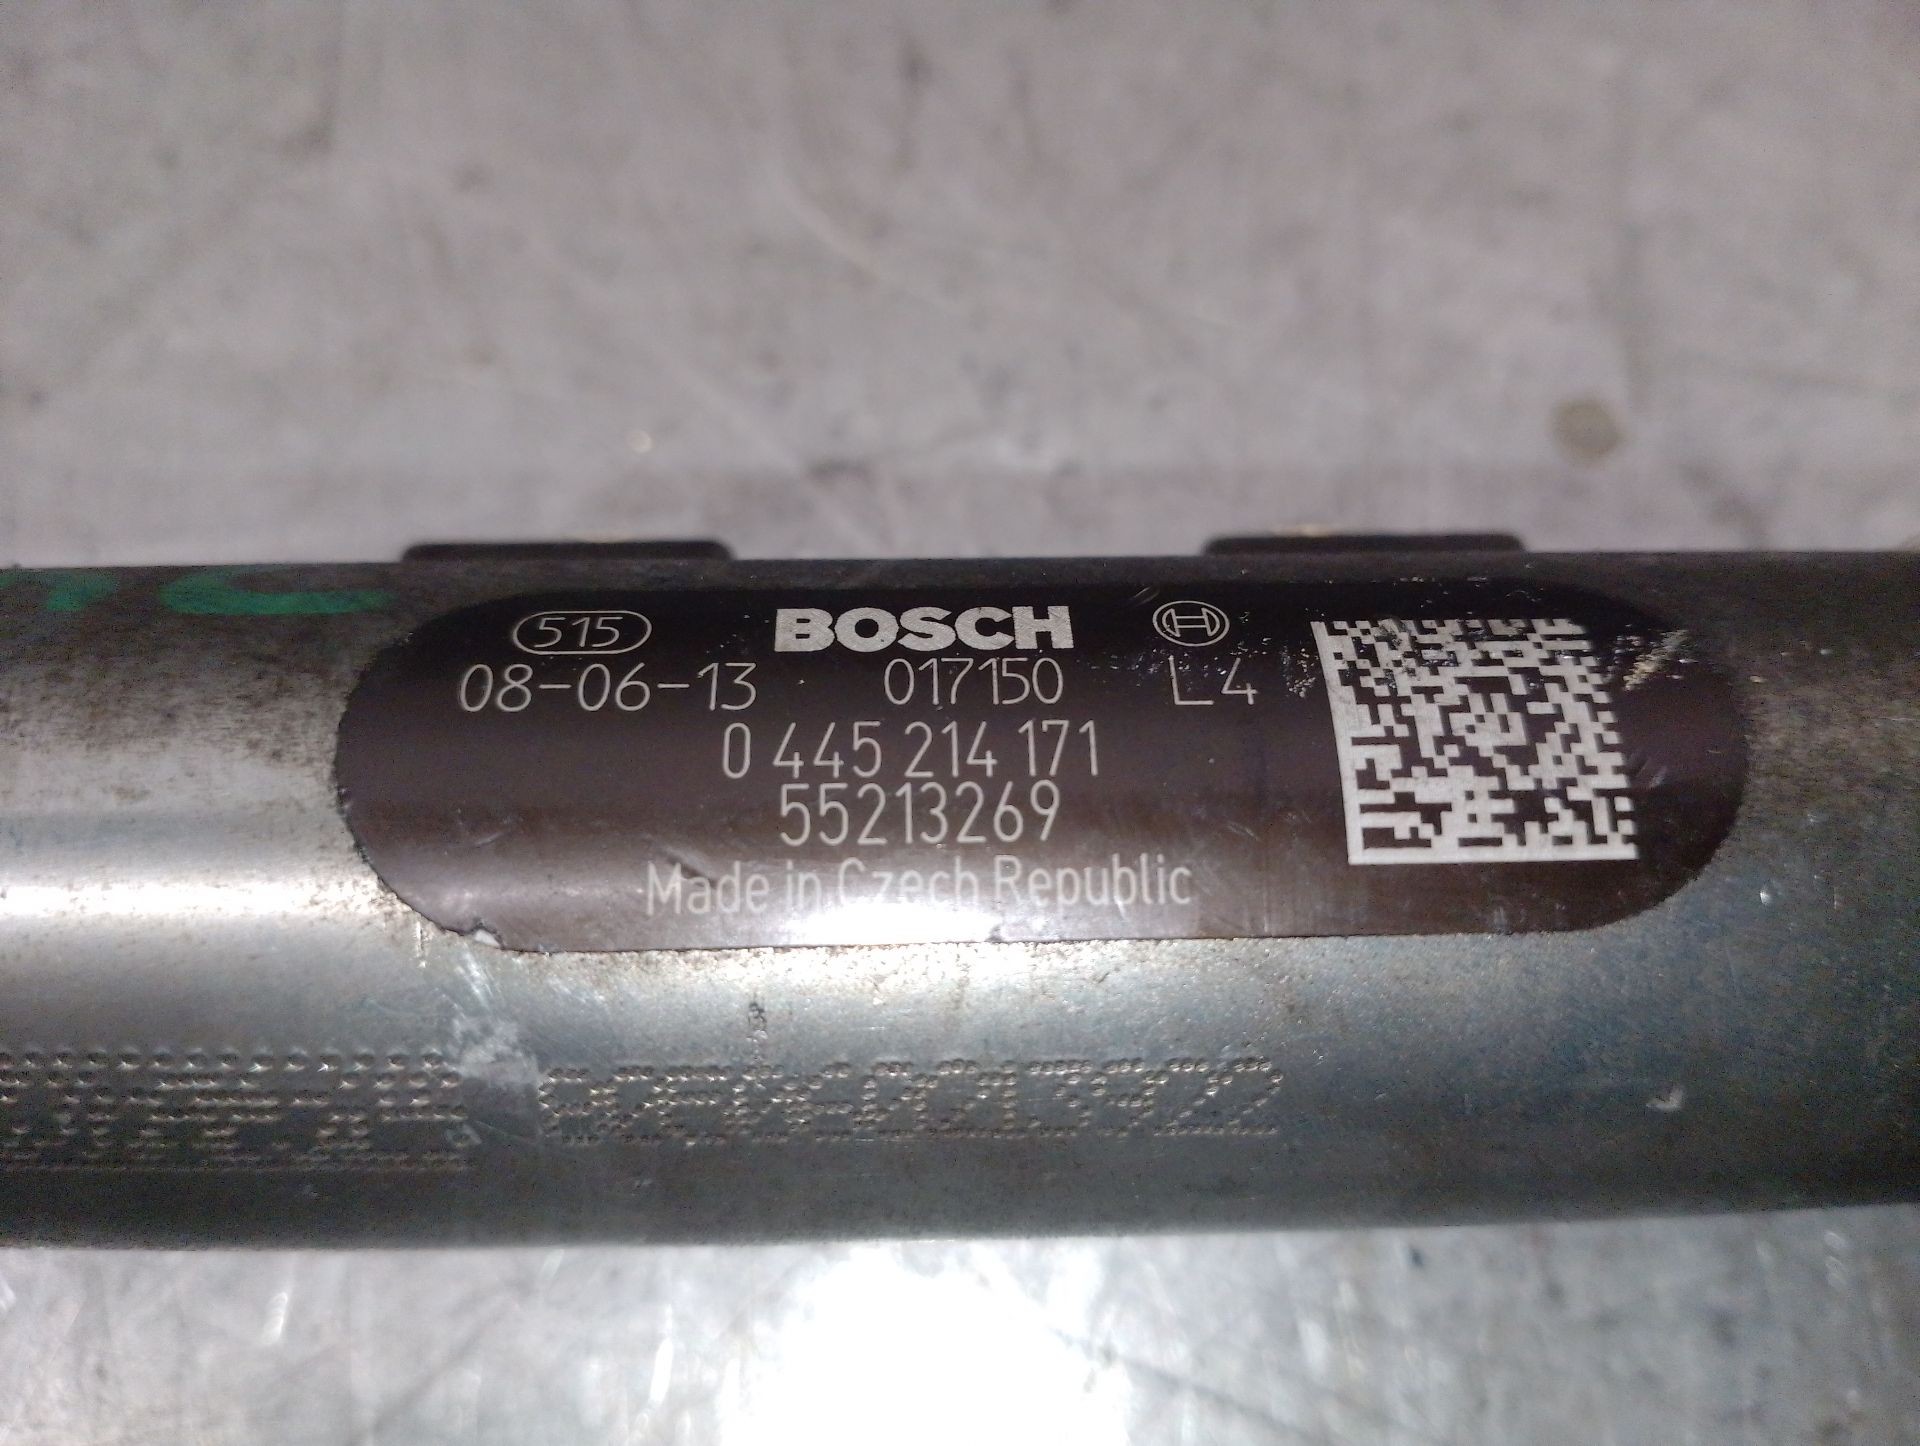 515 BOSCH
08-06-13 017150 L4
0 445 214 171
55213269
Made in Czech Republic